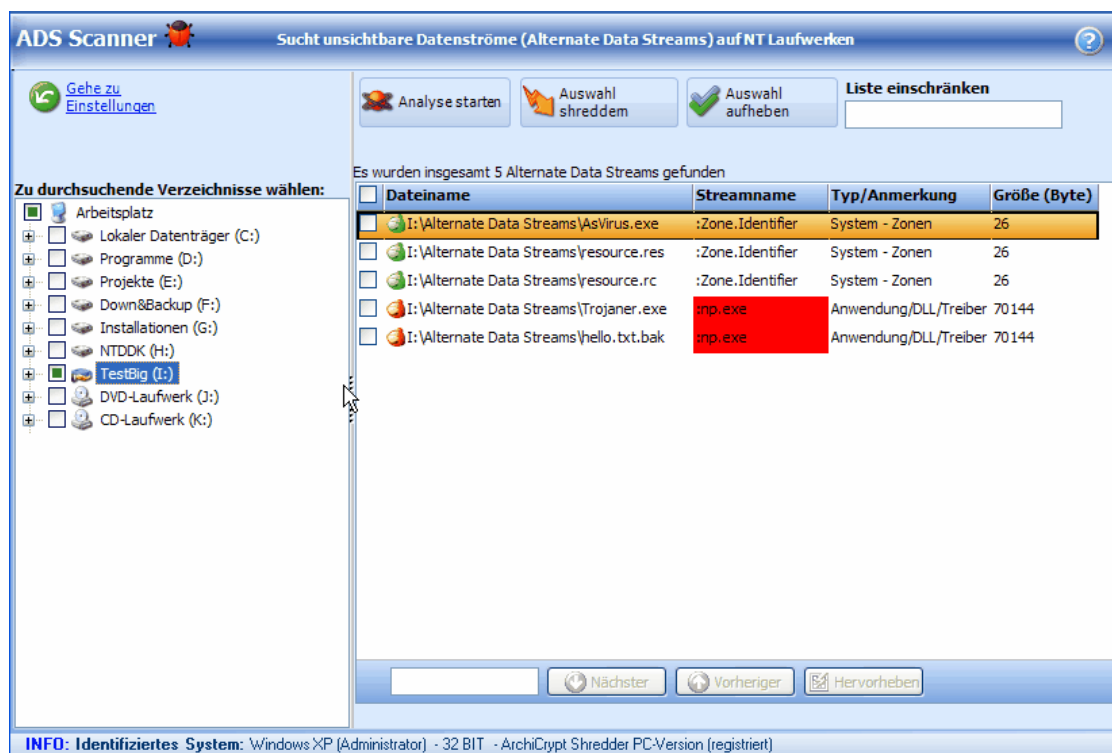 ADS Scanner
Sucht unsichtbare Datenströme (Alternate Data Streams) auf NT Laufwerken
?
Gehe zu
Einstellungen
Analyse starten
Auswahl
shreddern
Auswahl
aufheben
Liste einschränken
Es wurden insgesamt 5 Alternate Data Streams gefunden
Zu durchsuchende Verzeichnisse wählen:
Arbeitsplatz
Lokaler Datenträger (C:)
Programme (D:)
Projekte (E:)
Down&Backup (F:)
Installationen (G:)
NTDDK (H:)
TestBig (I:)
DVD-Laufwerk (J:)
CD-Laufwerk (K:)
Dateiname Streamname Typ/Anmerkung Größe (Byte)
I:\Alternate Data Streams\AsVirus.exe :Zone.Identifier System - Zonen 26
I:\Alternate Data Streams\resource.res :Zone.Identifier System - Zonen 26
I:\Alternate Data Streams\resource.rc :Zone.Identifier System - Zonen 26
I:\Alternate Data Streams\Trojaner.exe :np.exe Anwendung/DLL/Treiber 70144
I:\Alternate Data Streams\hello.txt.bak :np.exe Anwendung/DLL/Treiber 70144
Nächster Vorheriger Hervorheben
INFO: Identifiziertes System: Windows XP (Administrator) - 32 BIT - ArchiCrypt Shredder PC-Version (registriert)